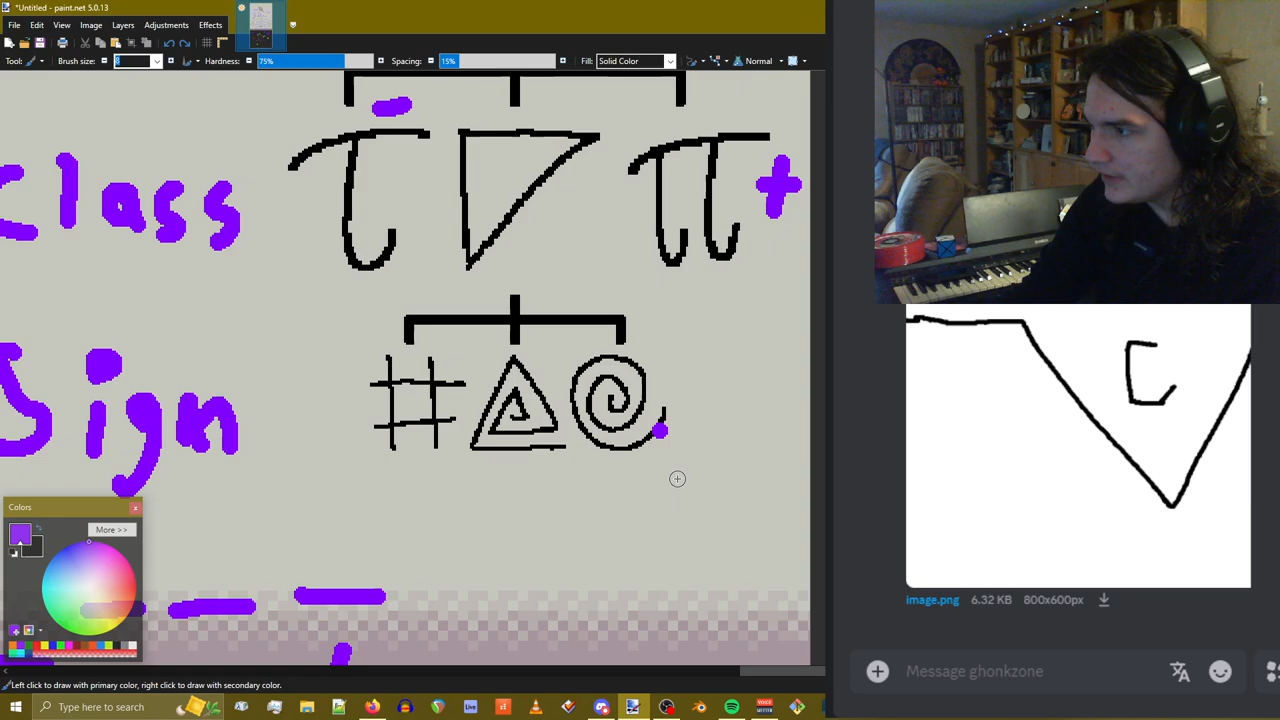 *Untitled - paint.net 5.0.13
File Edit View Image Layers Adjustments Effects
Tool: Brush size: 8 Hardness: 75% Spacing: 15% Fill: Solid Color Normal
τ π +
class
# 
Sign
Colors
More >>
image.png 6.32 KB 800x600px
Message ghonkzone
Left click to draw with primary color, right click to draw with secondary color.
Type here to search
C